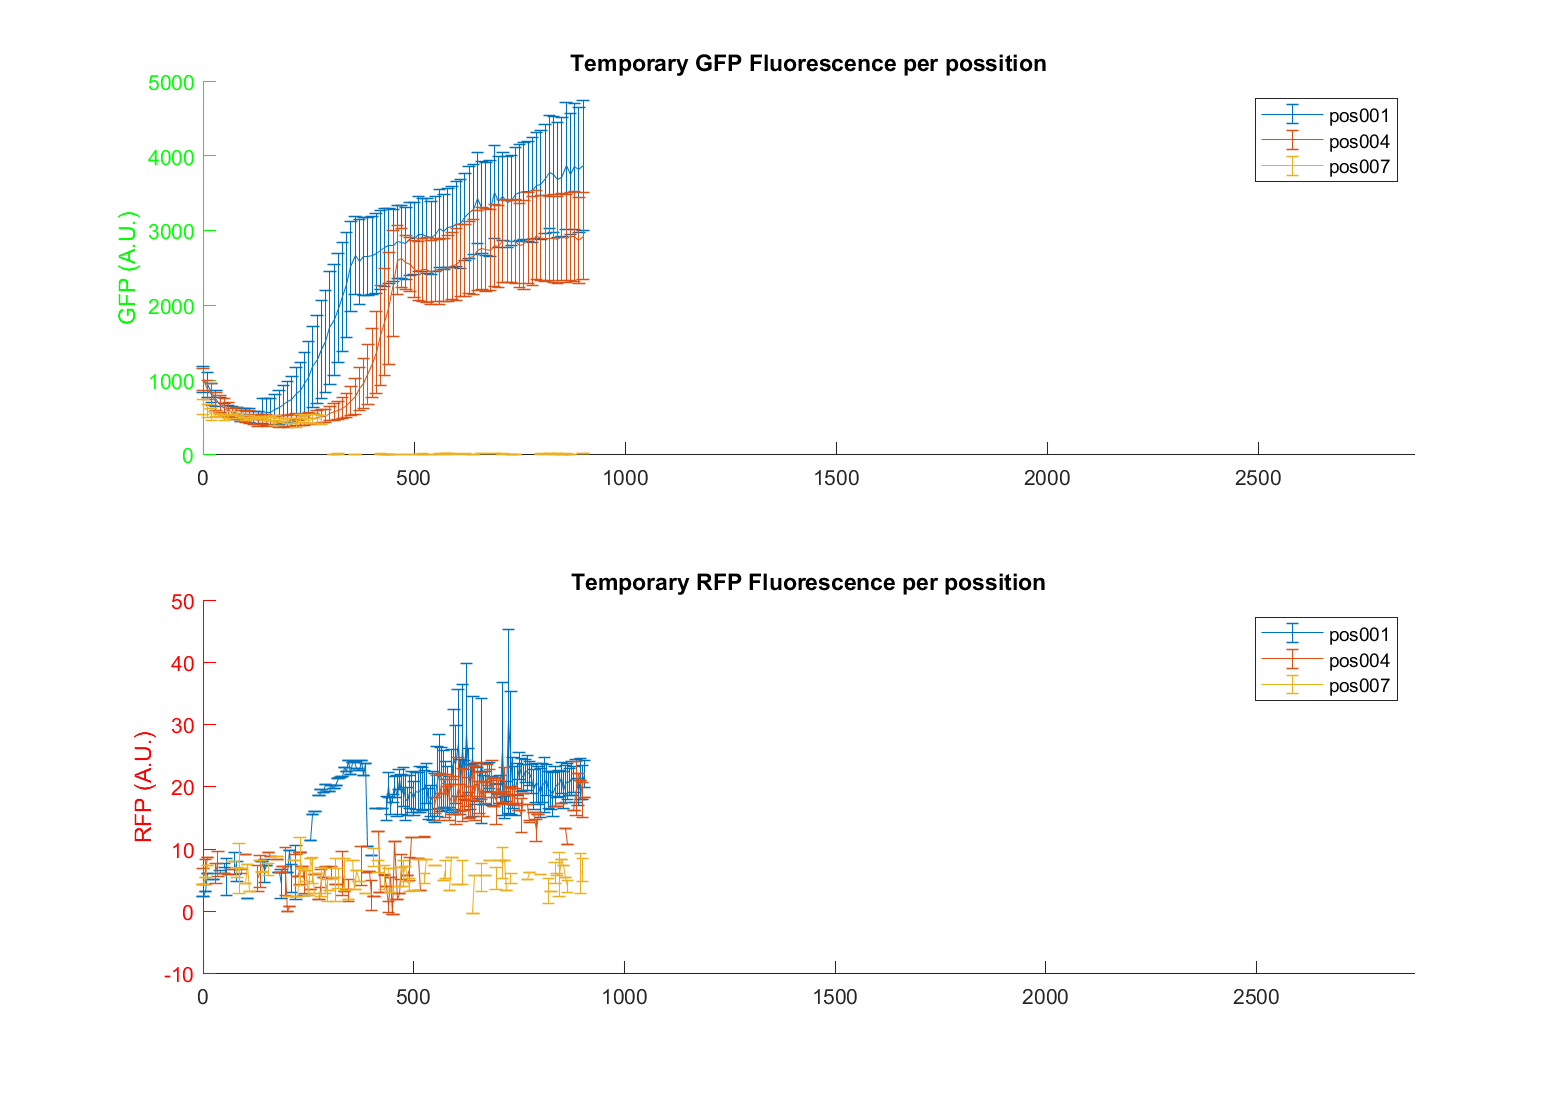 Temporary GFP Fluorescence per possition
5000
4000
3000
2000
1000
0
GFP (A.U.)
0 500 1000 1500 2000 2500
pos001
pos004
pos007
Temporary RFP Fluorescence per possition
50
40
30
20
10
0
-10
RFP (A.U.)
0 500 1000 1500 2000 2500
pos001
pos004
pos007